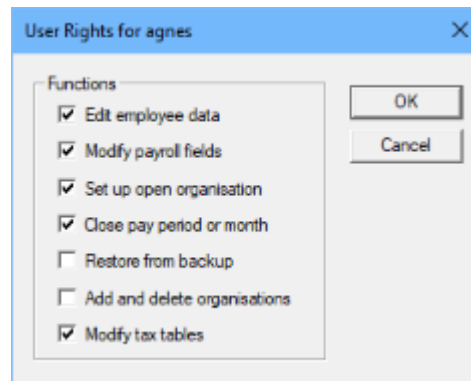 User Rights for agnes
Functions
Edit employee data
Modify payroll fields
Set up open organisation
Close pay period or month
Restore from backup
Add and delete organisations
Modify tax tables
OK
Cancel